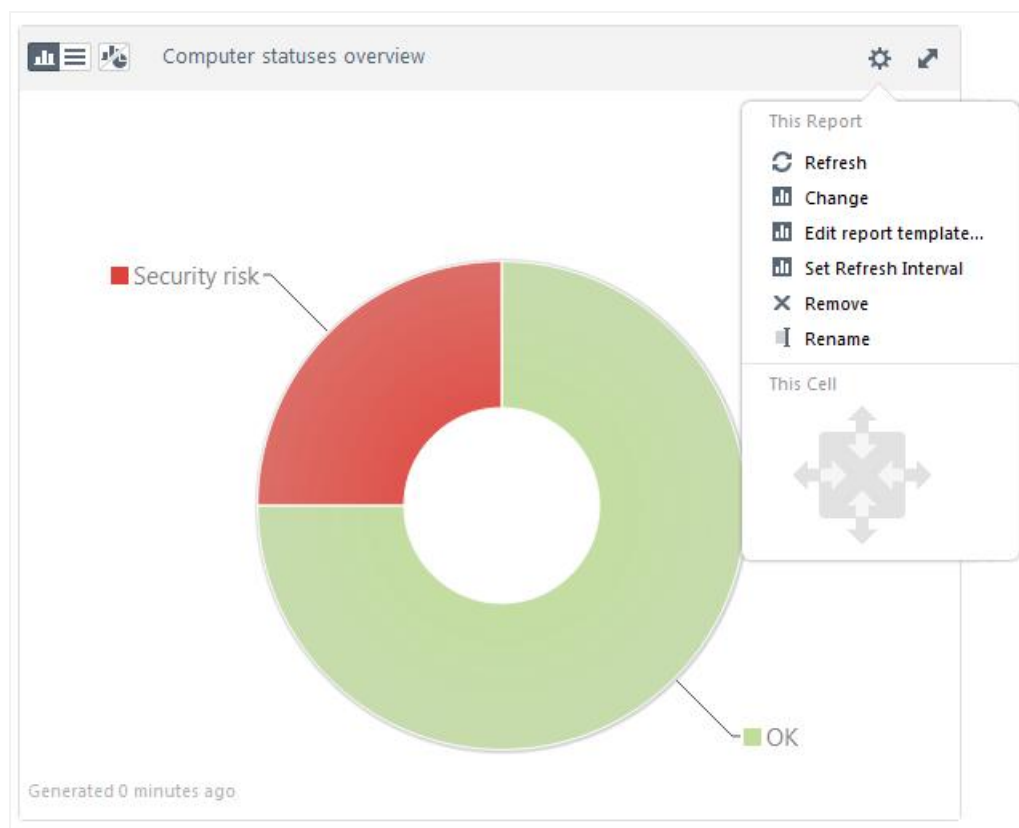 Computer statuses overview
This Report
Refresh
Change
Edit report template...
Set Refresh Interval
Remove
Rename
This Cell
Security risk
OK
Generated 0 minutes ago